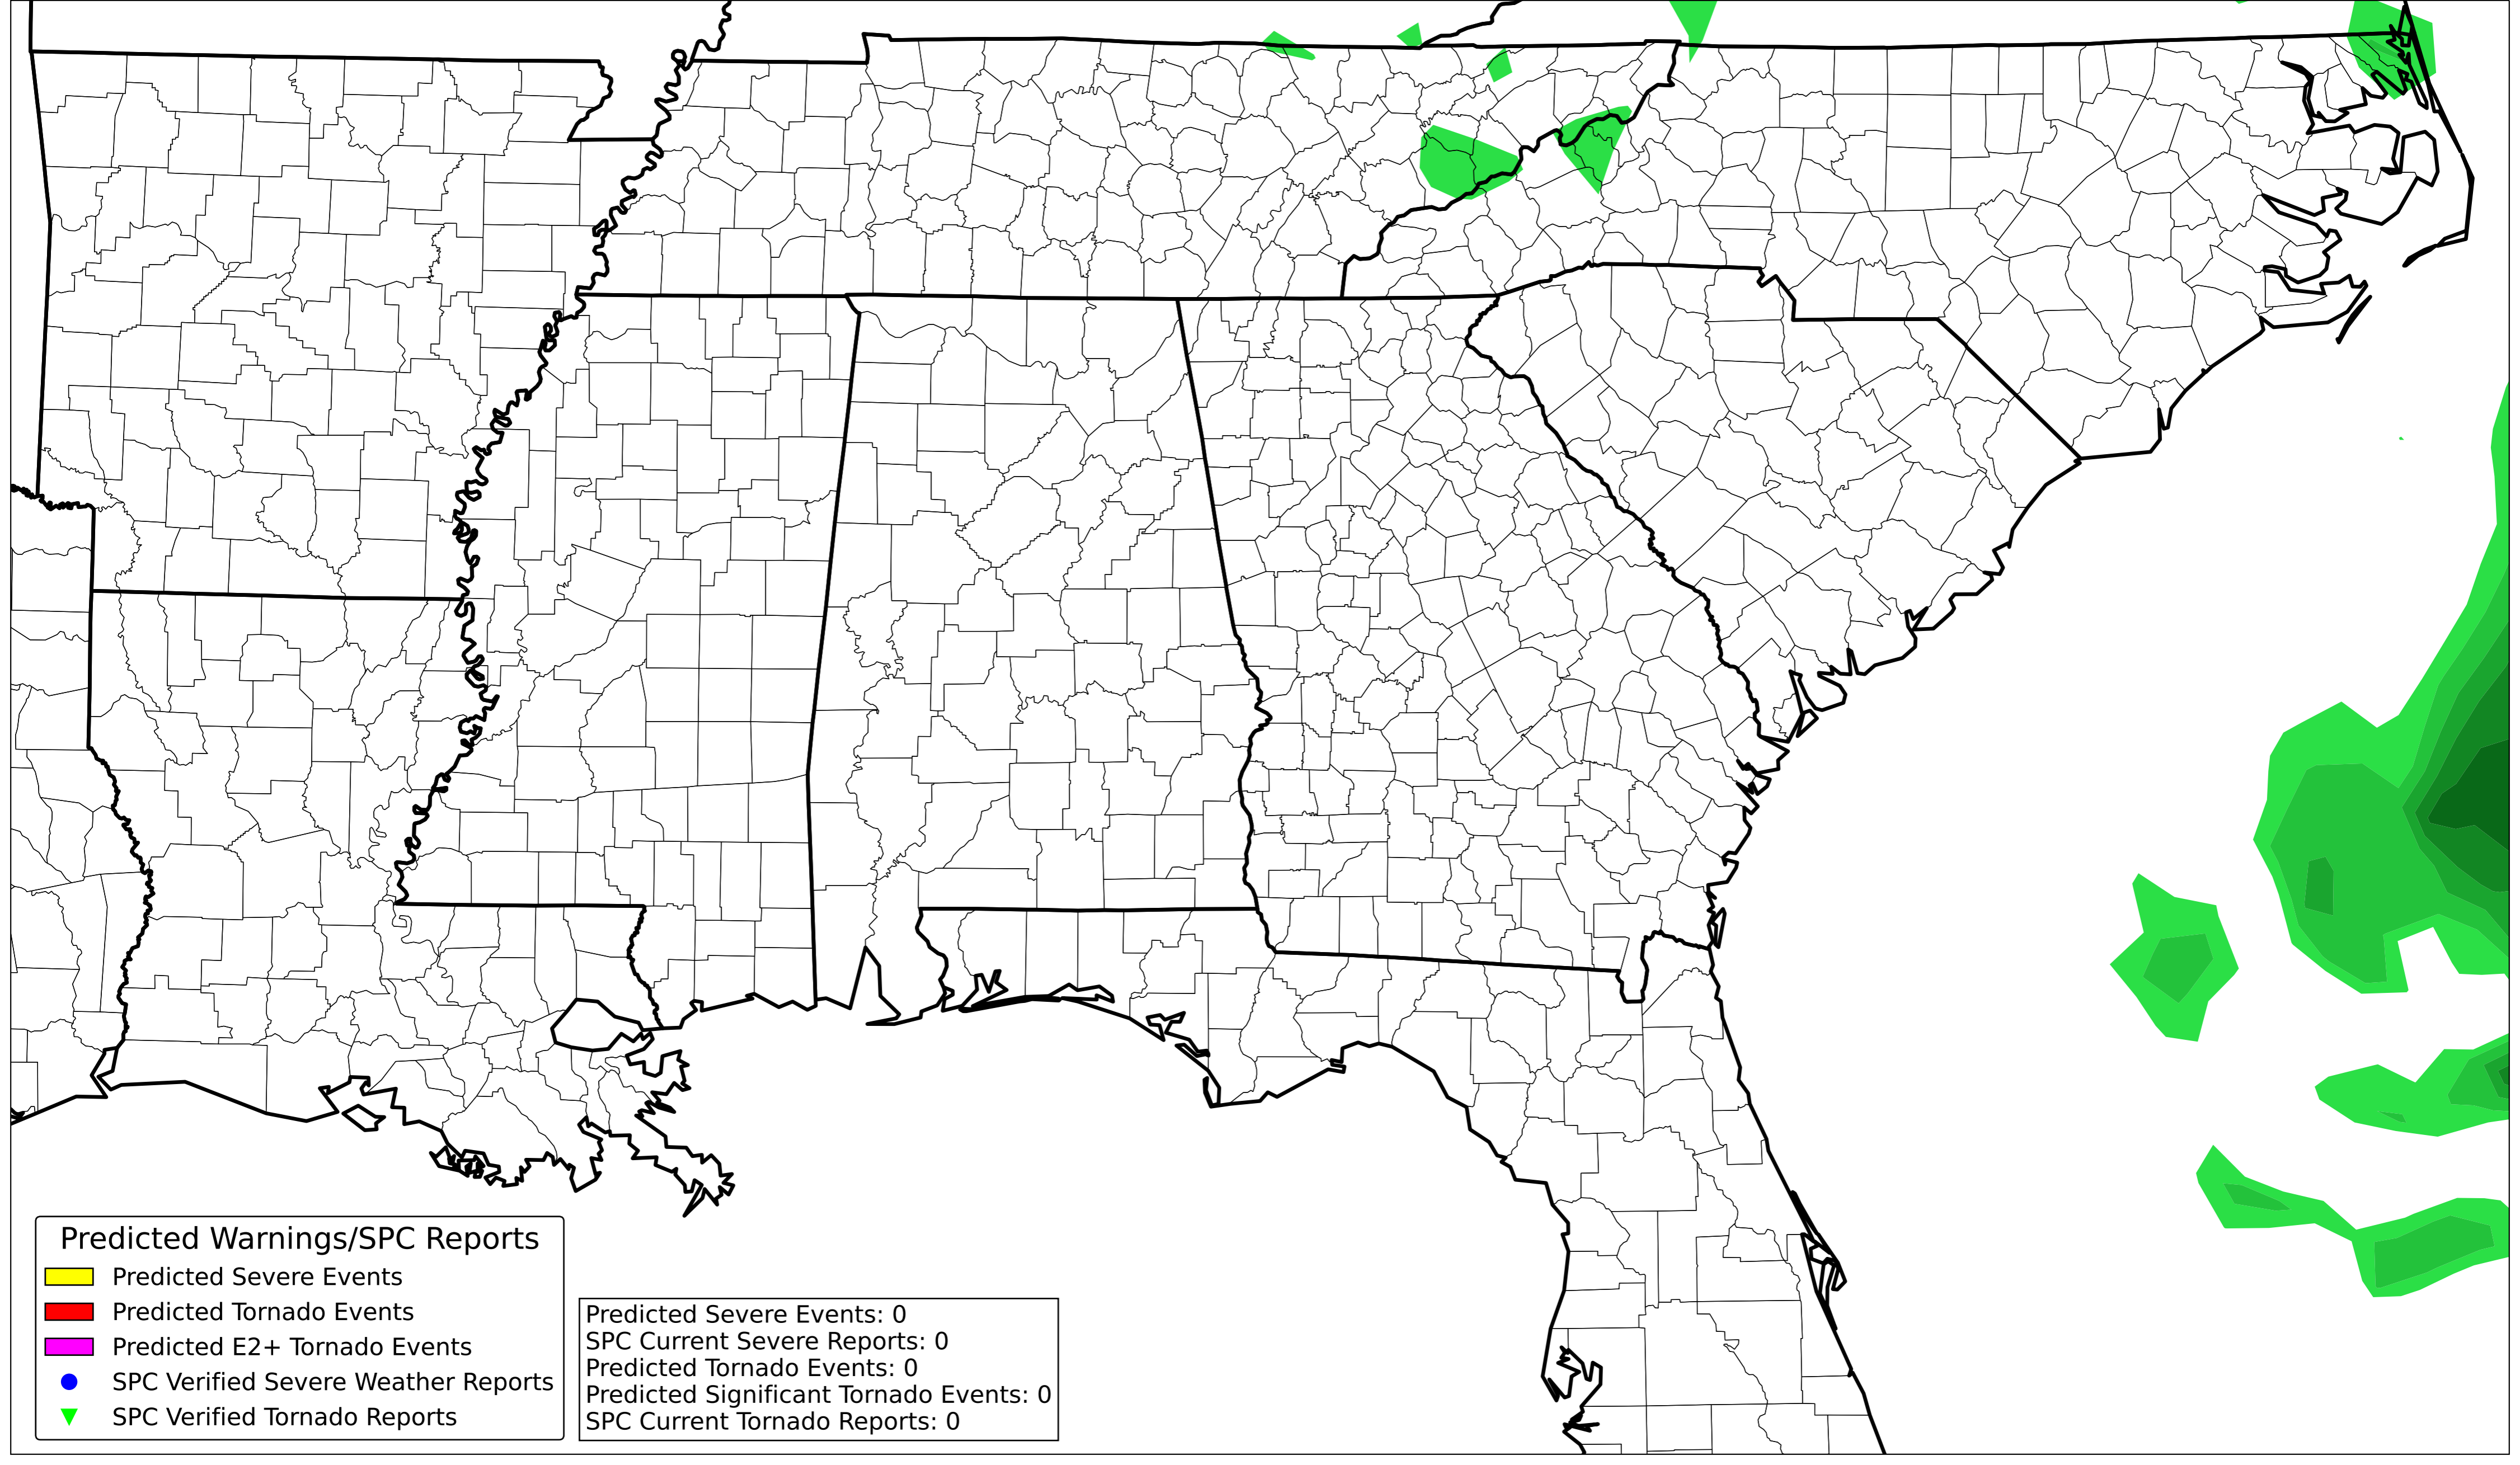 Predicted Warnings/SPC Reports
Predicted Severe Events
Predicted Tornado Events
Predicted E2+ Tornado Events
SPC Verified Severe Weather Reports
SPC Verified Tornado Reports
Predicted Severe Events: 0
SPC Current Severe Reports: 0
Predicted Tornado Events: 0
Predicted Significant Tornado Events: 0
SPC Current Tornado Reports: 0